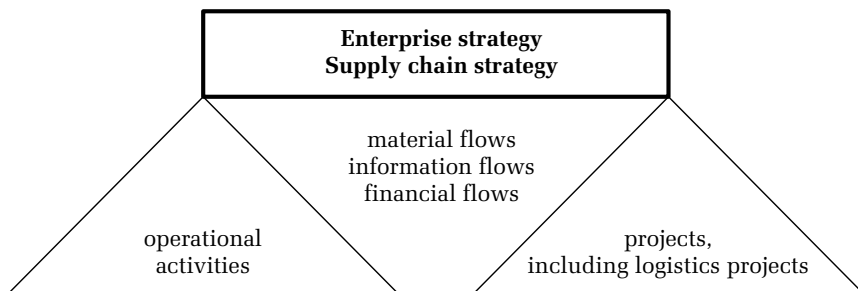 Enterprise strategy
Supply chain strategy
material flows
information flows
financial flows
operational
activities
projects,
including logistics projects